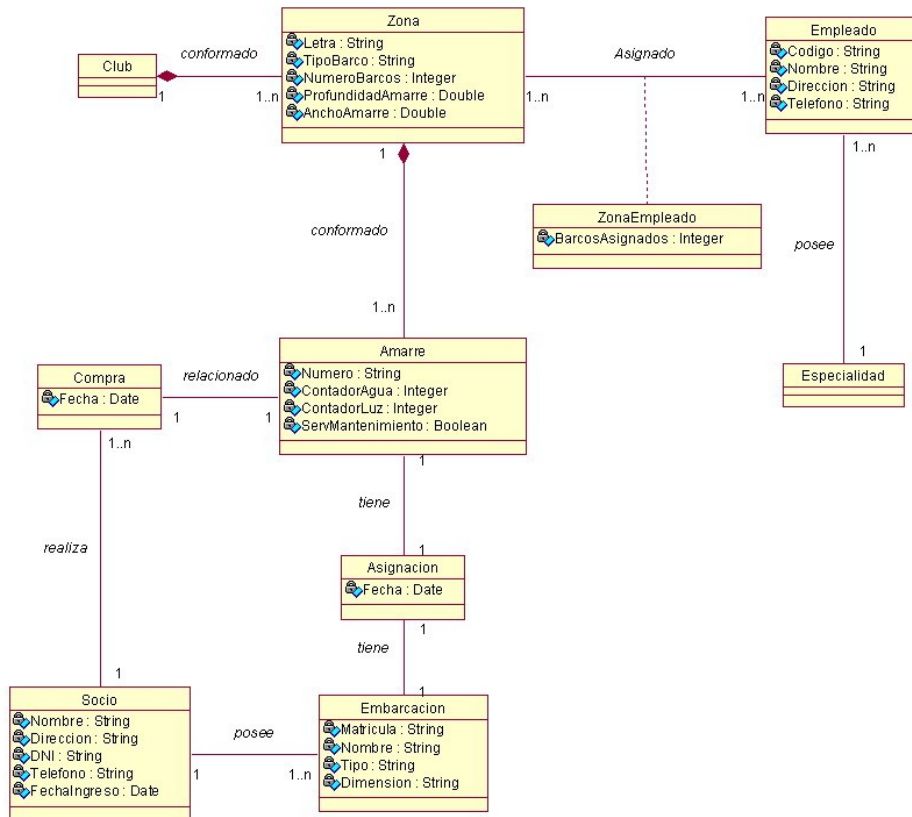 Zona
Letra : String
TipoBarco : String
NumeroBarcos : Integer
ProfundidadAmarre : Double
AnchoAmarre : Double
Empleado
Codigo : String
Nombre : String
Direccion : String
Telefono : String
Club
conformado
1
1..n
Asignado
1..n
1..n
1
1..n
ZonaEmpleado
BarcosAsignados : Integer
conformado
posee
1..n
1
Amarre
Numero : String
ContadorAgua : Integer
ContadorLuz : Integer
ServMantenimiento : Boolean
Especialidad
Compra
Fecha : Date
relacionado
1
1
1..n
1
tiene
realiza
1
Asignacion
Fecha : Date
1
tiene
1
1
Socio
Nombre : String
Direccion : String
DNI : String
Telefono : String
FechaIngreso : Date
posee
1
1..n
Embarcacion
Matricula : String
Nombre : String
Tipo : String
Dimension : String